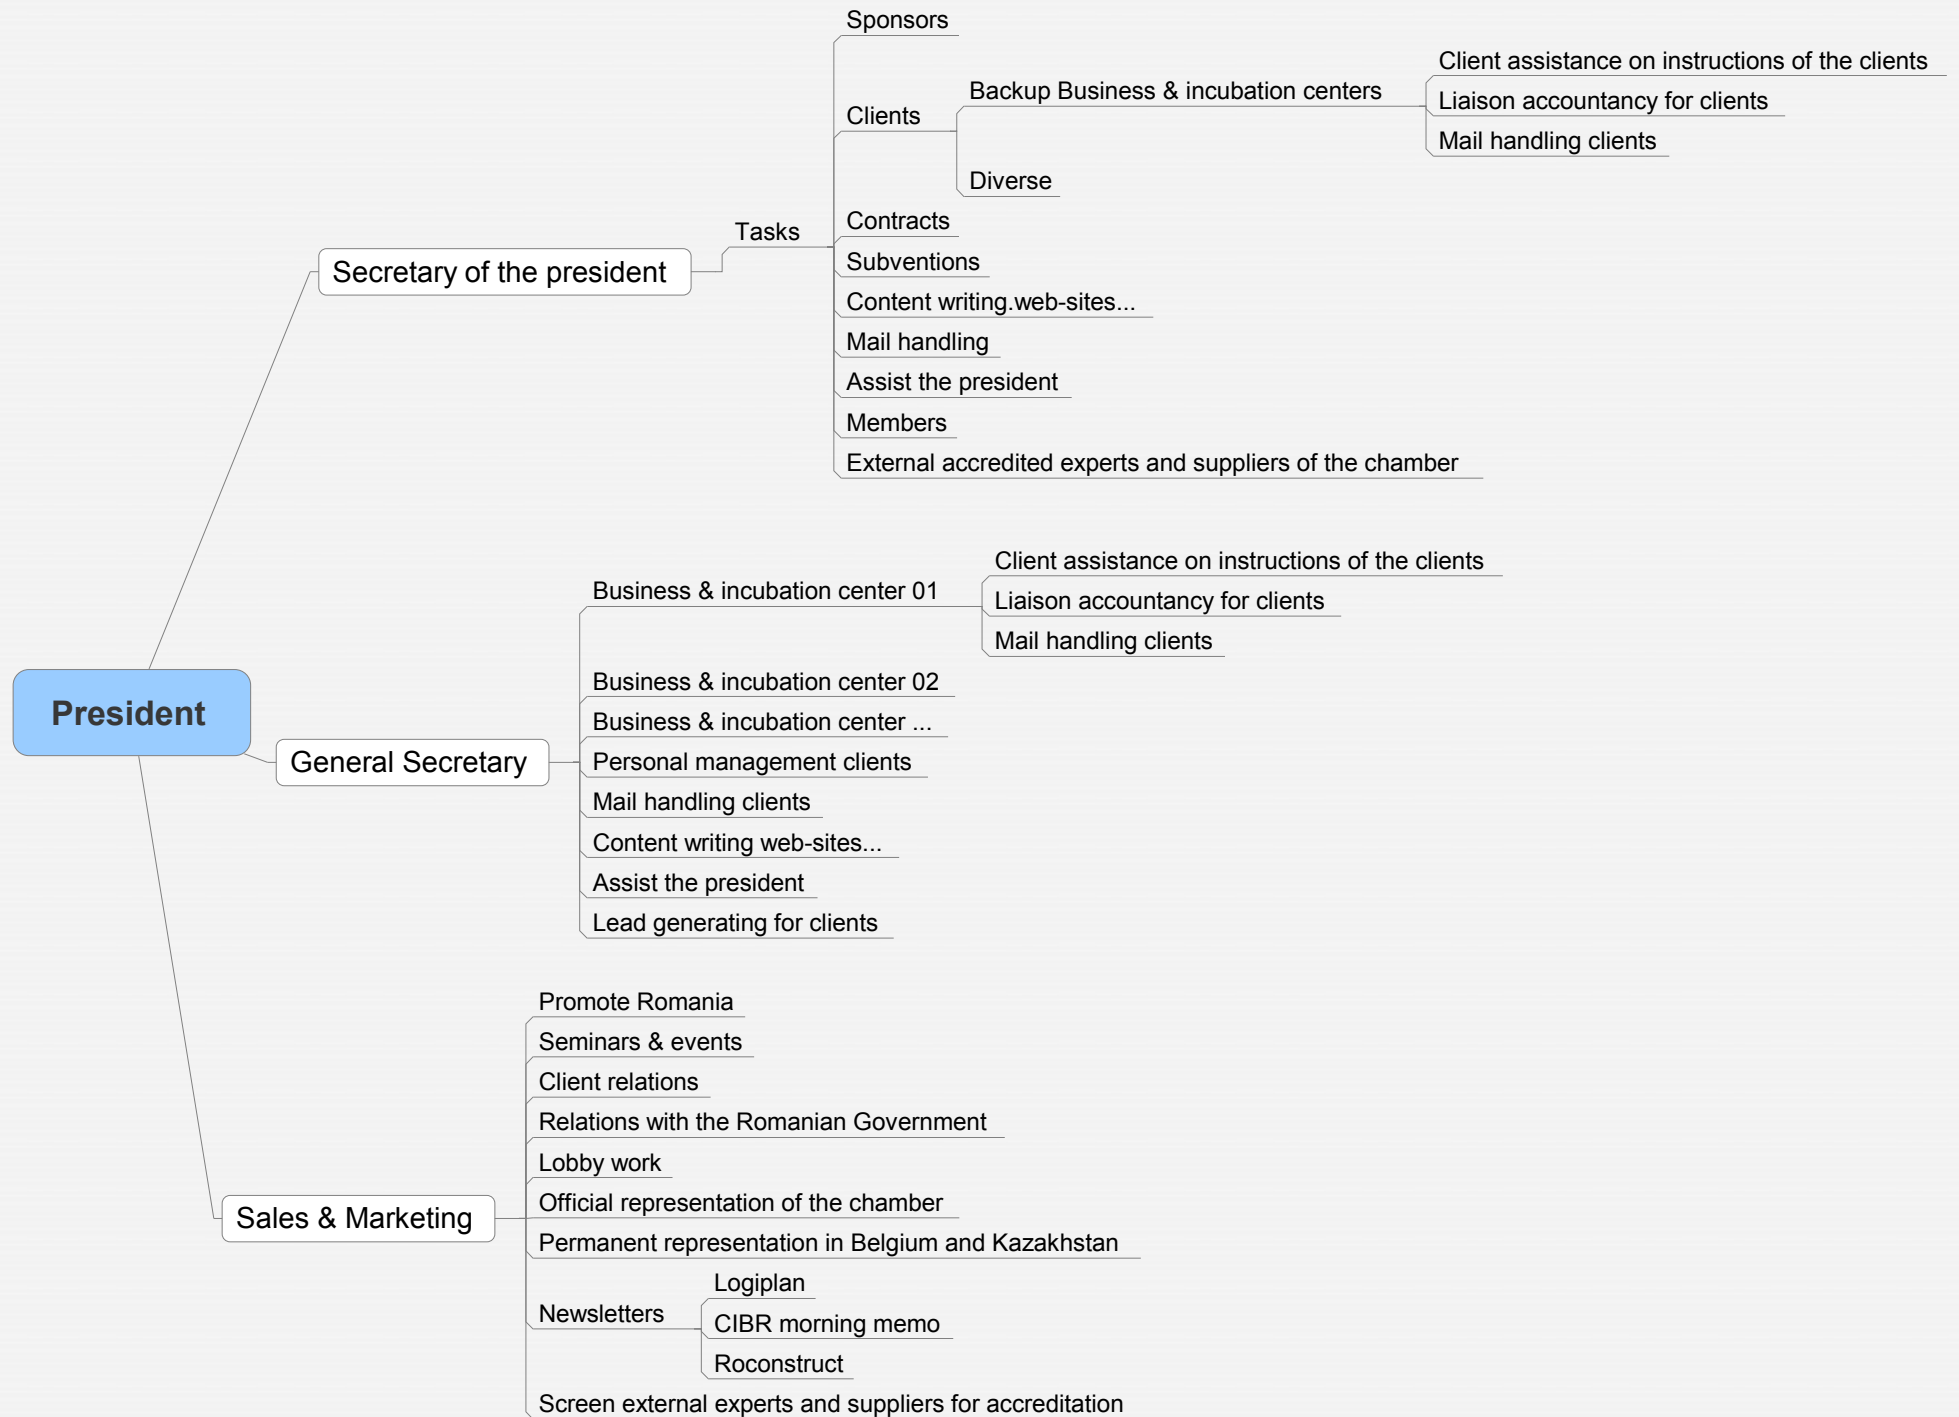 Sponsors
Client assistance on instructions of the clients
Backup Business & incubation centers
Liaison accountancy for clients
Clients
Mail handling clients
Diverse
Contracts
Tasks
Subventions
Secretary of the president
Content writing.web-sites...
Mail handling
Assist the president
Members
External accredited experts and suppliers of the chamber
Client assistance on instructions of the clients
Business & incubation center 01
Liaison accountancy for clients
Mail handling clients
Business & incubation center 02
President
Business & incubation center ...
General Secretary
Personal management clients
Mail handling clients
Content writing web-sites...
Assist the president
Lead generating for clients
Promote Romania
Seminars & events
Client relations
Relations with the Romanian Government
Lobby work
Sales & Marketing
Official representation of the chamber
Permanent representation in Belgium and Kazakhstan
Logiplan
Newsletters
CIBR morning memo
Roconstruct
Screen external experts and suppliers for accreditation